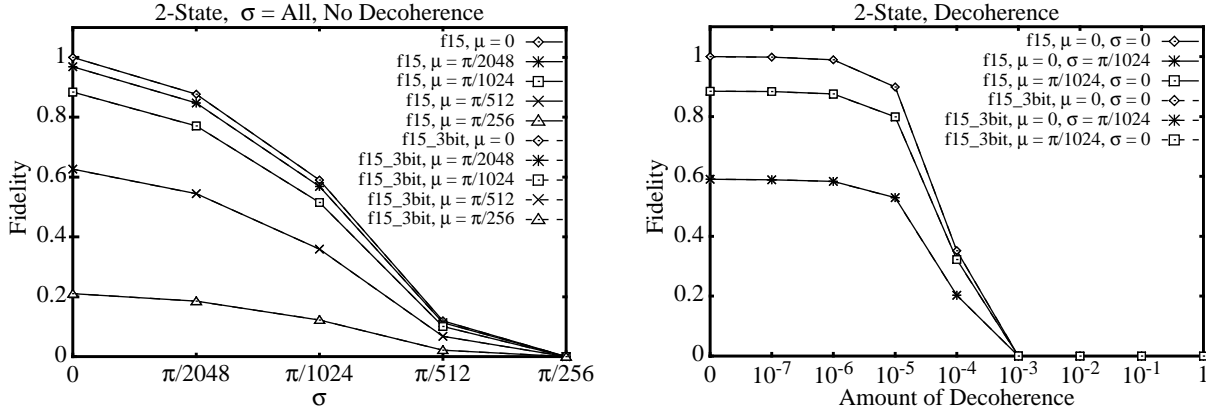 2-State, σ = All, No Decoherence
f15, μ = 0
f15, μ = π/2048
f15, μ = π/1024
f15, μ = π/512
f15, μ = π/256
f15_3bit, μ = 0
f15_3bit, μ = π/2048
f15_3bit, μ = π/1024
f15_3bit, μ = π/512
f15_3bit, μ = π/256
Fidelity
1
0.8
0.6
0.4
0.2
0
0 π/2048 π/1024 π/512 π/256
σ
2-State, Decoherence
f15, μ = 0, σ = 0
f15, μ = 0, σ = π/1024
f15, μ = π/1024, σ = 0
f15_3bit, μ = 0, σ = 0
f15_3bit, μ = 0, σ = π/1024
f15_3bit, μ = π/1024, σ = 0
Fidelity
1
0.8
0.6
0.4
0.2
0
0 10⁻⁷ 10⁻⁶ 10⁻⁵ 10⁻⁴ 10⁻³ 10⁻² 10⁻¹ 1
Amount of Decoherence